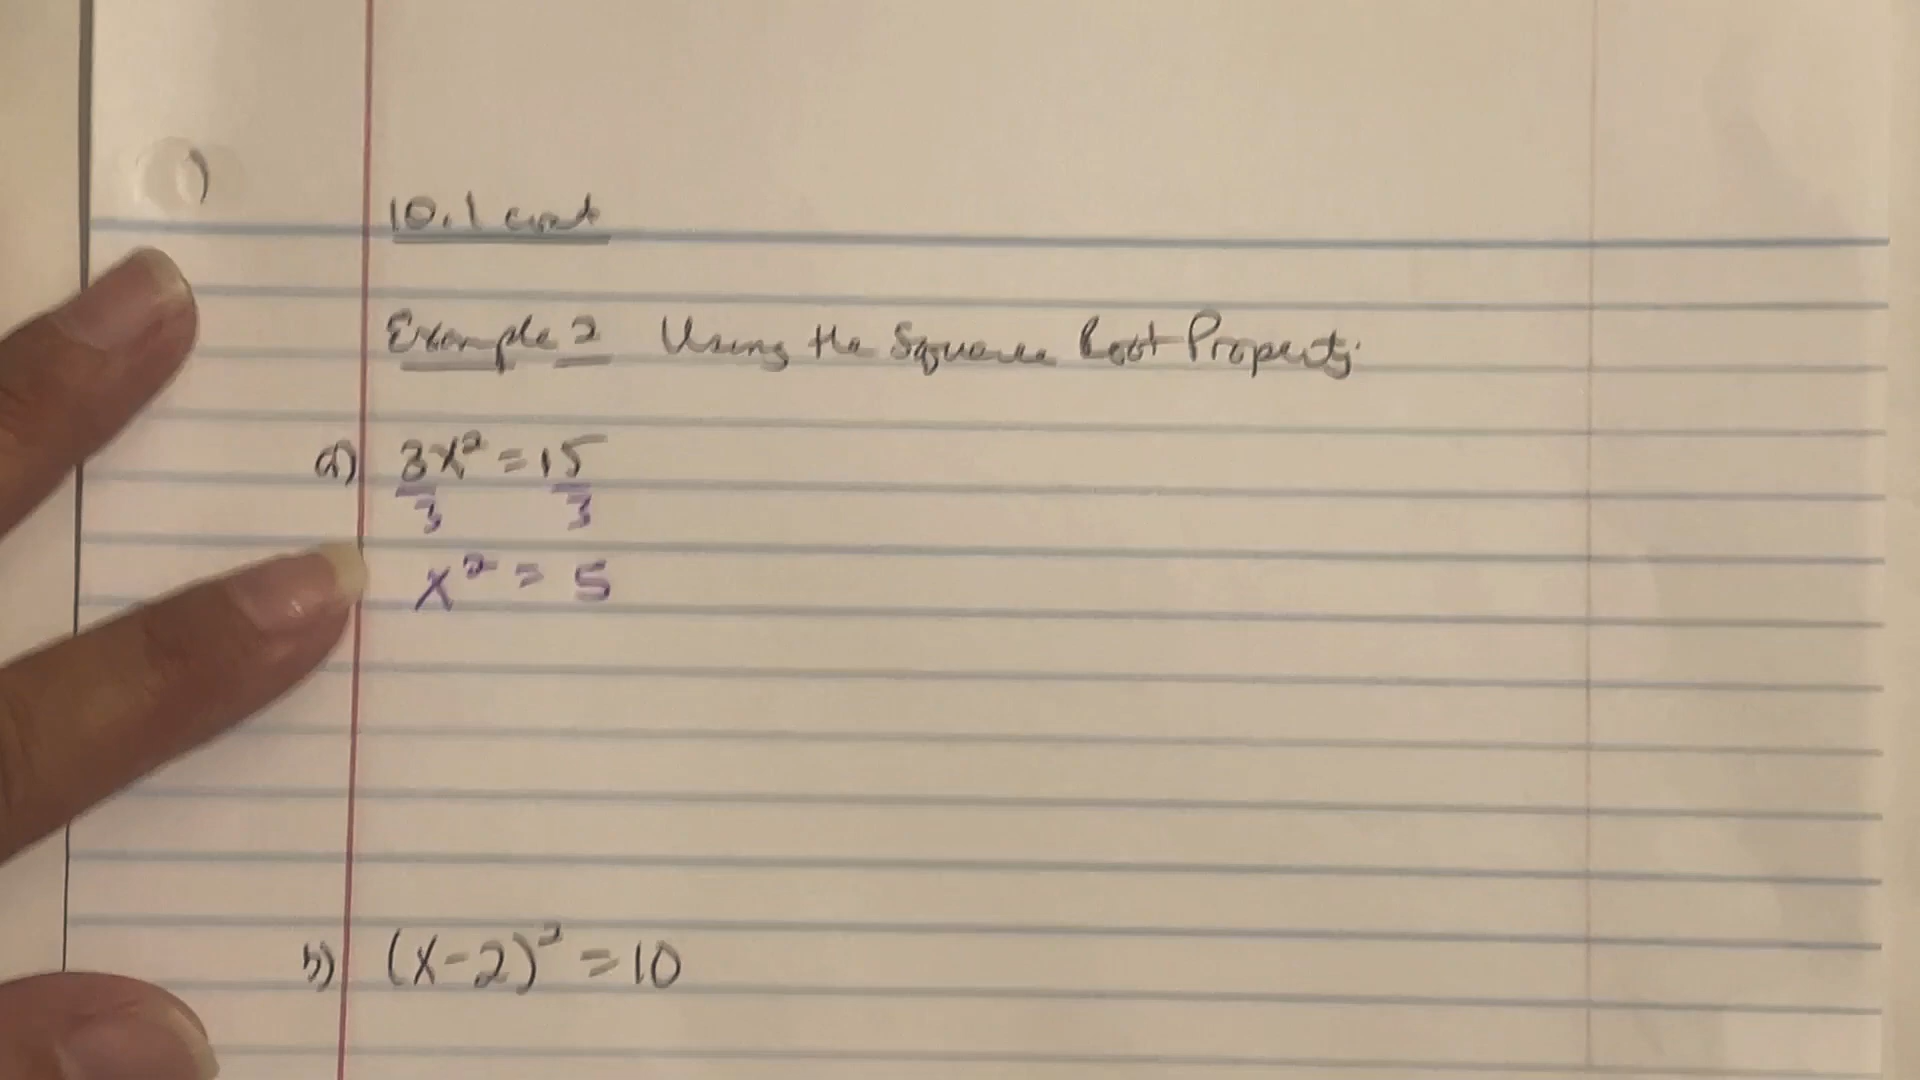 10.1 cont
Example 2 Using the Square Root Property
a) 3x² = 15
3 3
x² = 5
b) (x-2)² = 10